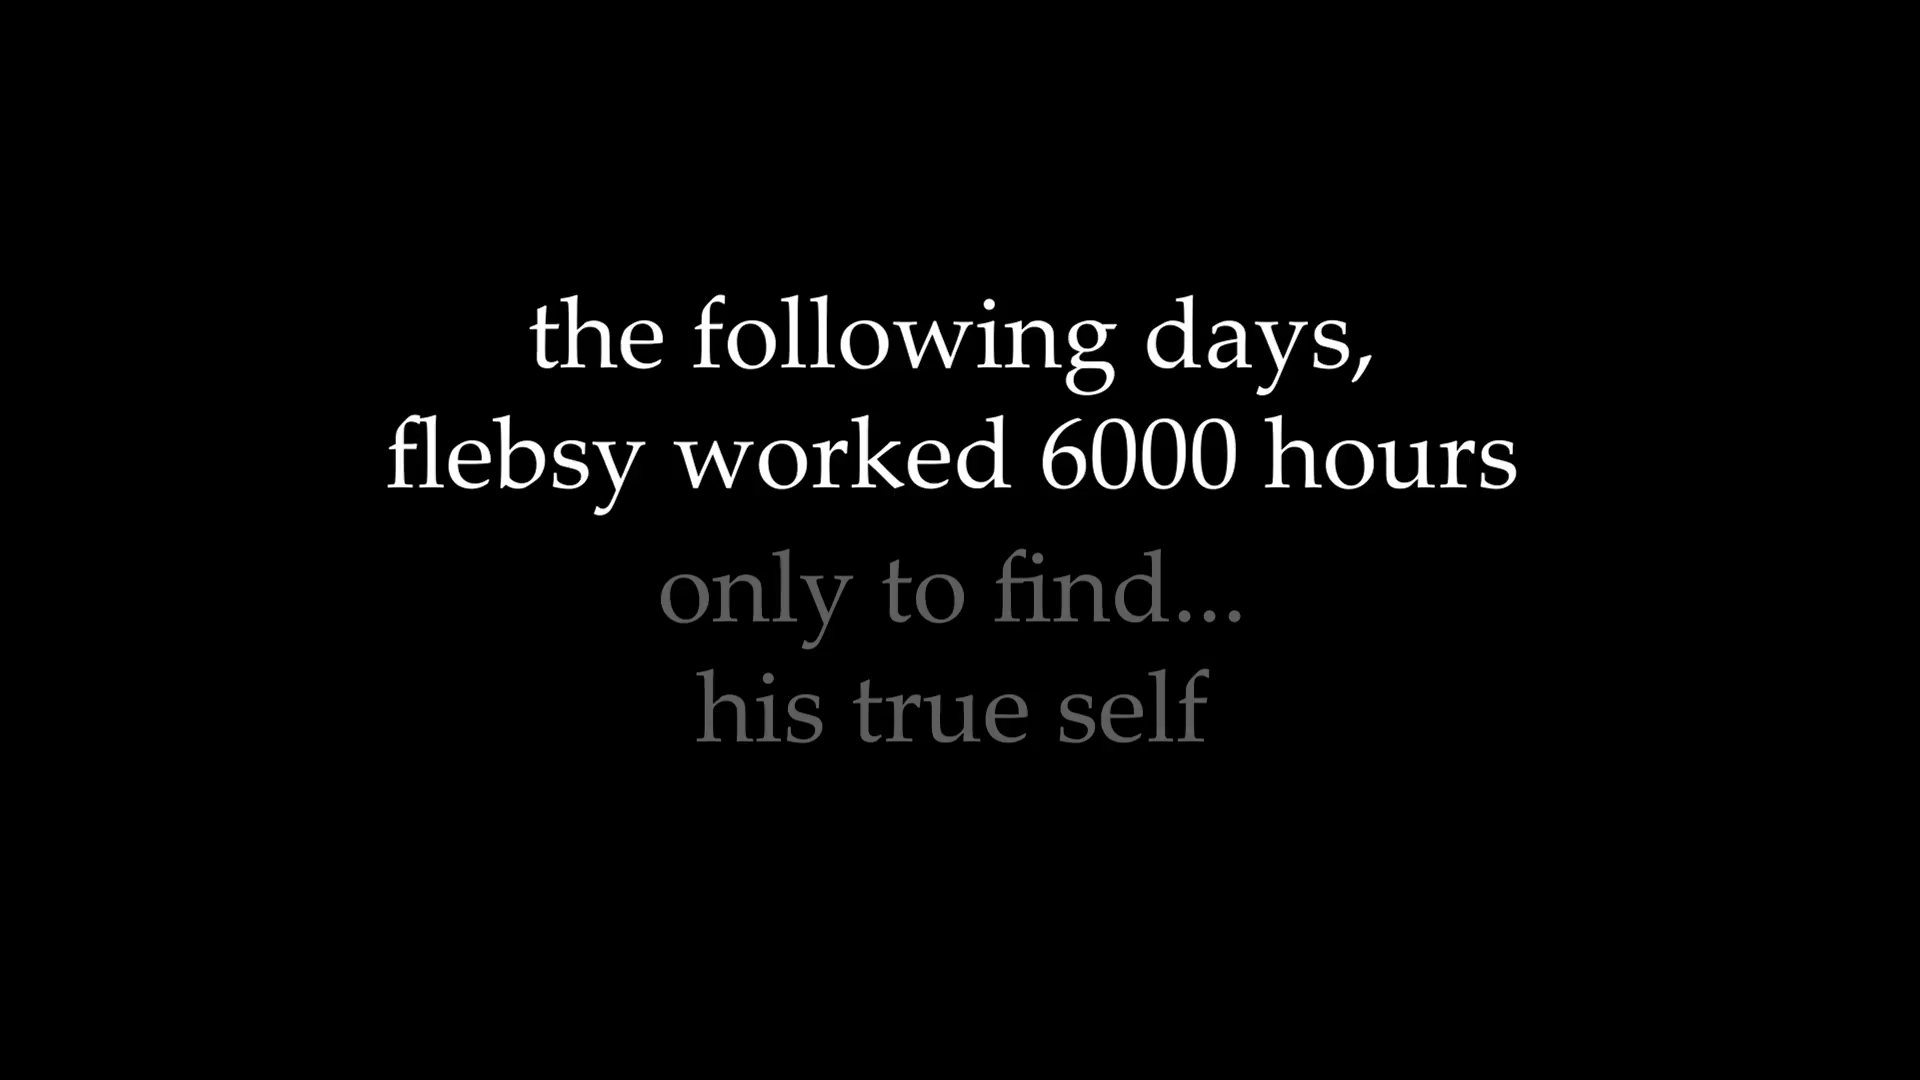 the following days,
flebsy worked 6000 hours
only to find...
his true self